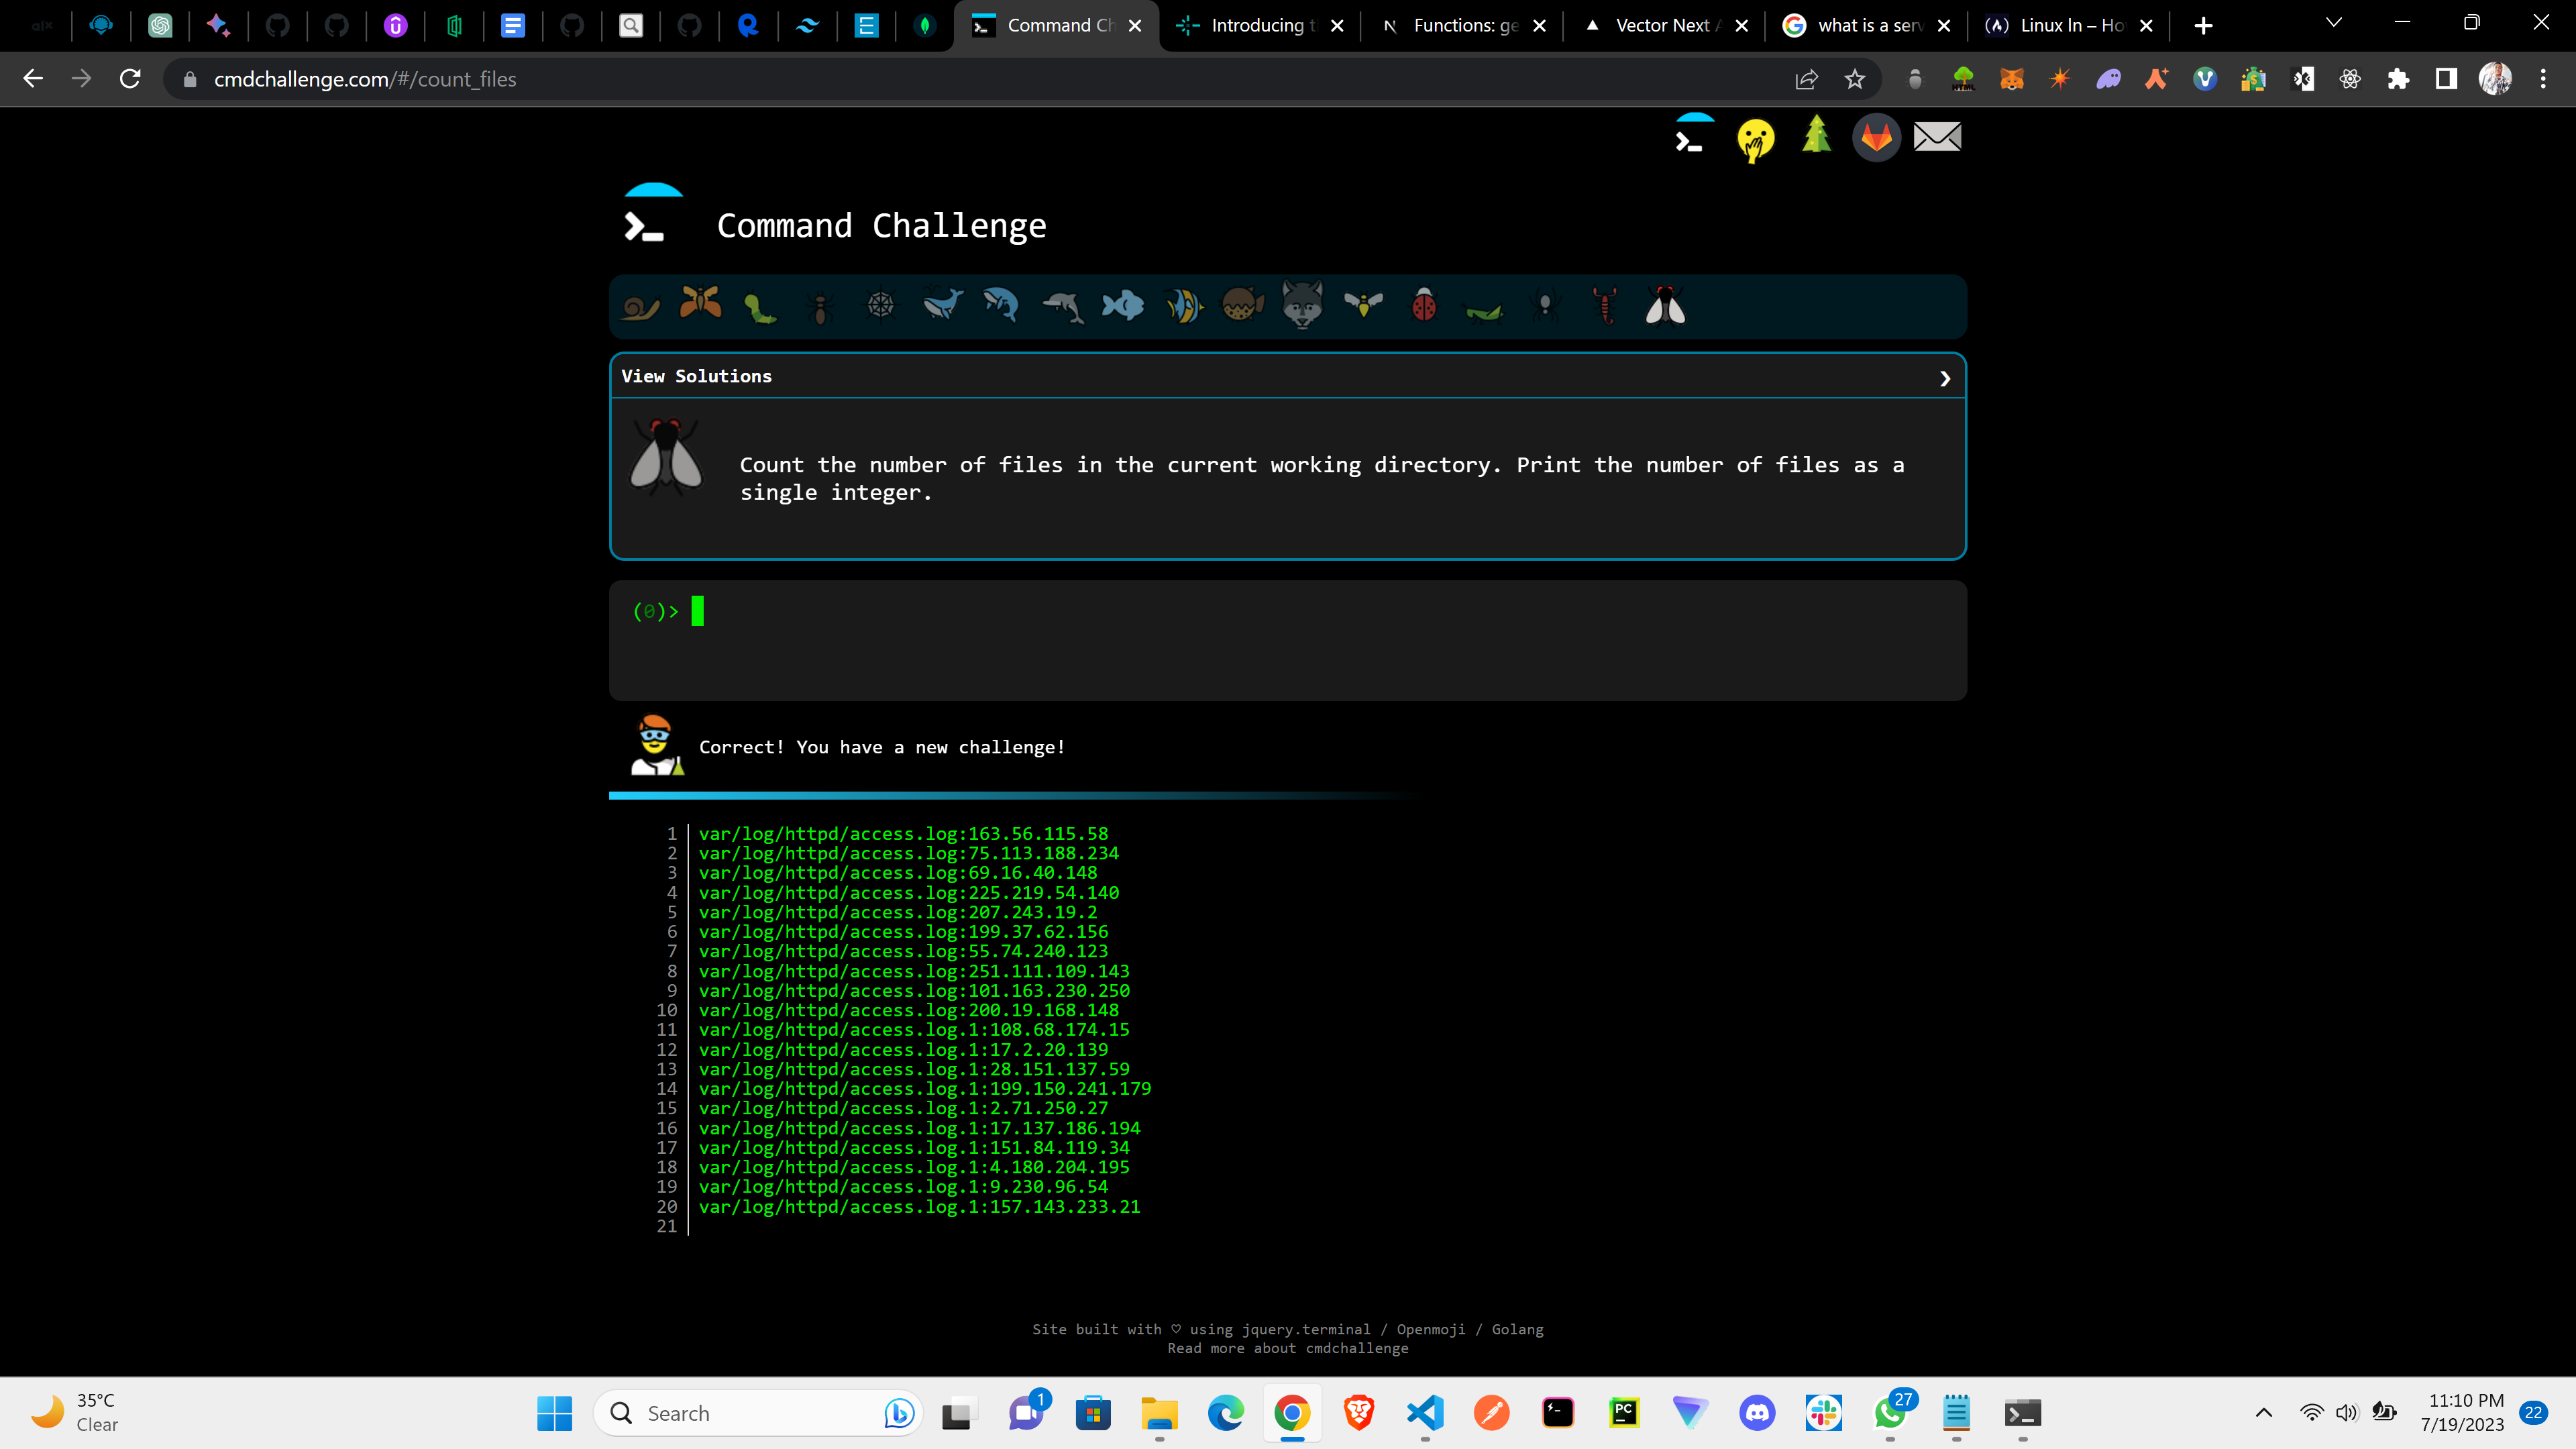 alx
Command Ch
Introducing t
Functions: ge
Vector Next A
what is a serv
Linux ln – Ho
cmdchallenge.com/#/count_files
Command Challenge
View Solutions
Count the number of files in the current working directory. Print the number of files as a
single integer.
(0)>
Correct! You have a new challenge!
1 var/log/httpd/access.log:163.56.115.58
2 var/log/httpd/access.log:75.113.188.234
3 var/log/httpd/access.log:69.16.40.148
4 var/log/httpd/access.log:225.219.54.140
5 var/log/httpd/access.log:207.243.19.2
6 var/log/httpd/access.log:199.37.62.156
7 var/log/httpd/access.log:55.74.240.123
8 var/log/httpd/access.log:251.111.109.143
9 var/log/httpd/access.log:101.163.230.250
10 var/log/httpd/access.log:200.19.168.148
11 var/log/httpd/access.log.1:108.68.174.15
12 var/log/httpd/access.log.1:17.2.20.139
13 var/log/httpd/access.log.1:28.151.137.59
14 var/log/httpd/access.log.1:199.150.241.179
15 var/log/httpd/access.log.1:2.71.250.27
16 var/log/httpd/access.log.1:17.137.186.194
17 var/log/httpd/access.log.1:151.84.119.34
18 var/log/httpd/access.log.1:4.180.204.195
19 var/log/httpd/access.log.1:9.230.96.54
20 var/log/httpd/access.log.1:157.143.233.21
21
Site built with ♡ using jquery.terminal / Openmoji / Golang
Read more about cmdchallenge
35°C
Clear
Search
1
PC
27
11:10 PM
7/19/2023
22